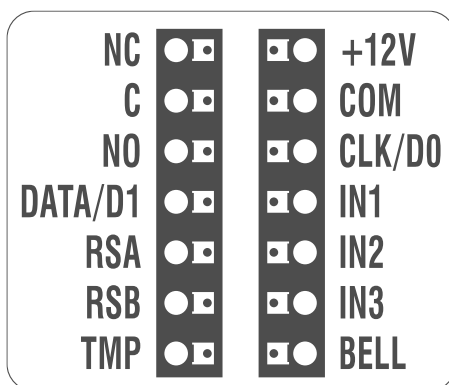 NC +12V
C COM
NO CLK/D0
DATA/D1 IN1
RSA IN2
RSB IN3
TMP BELL